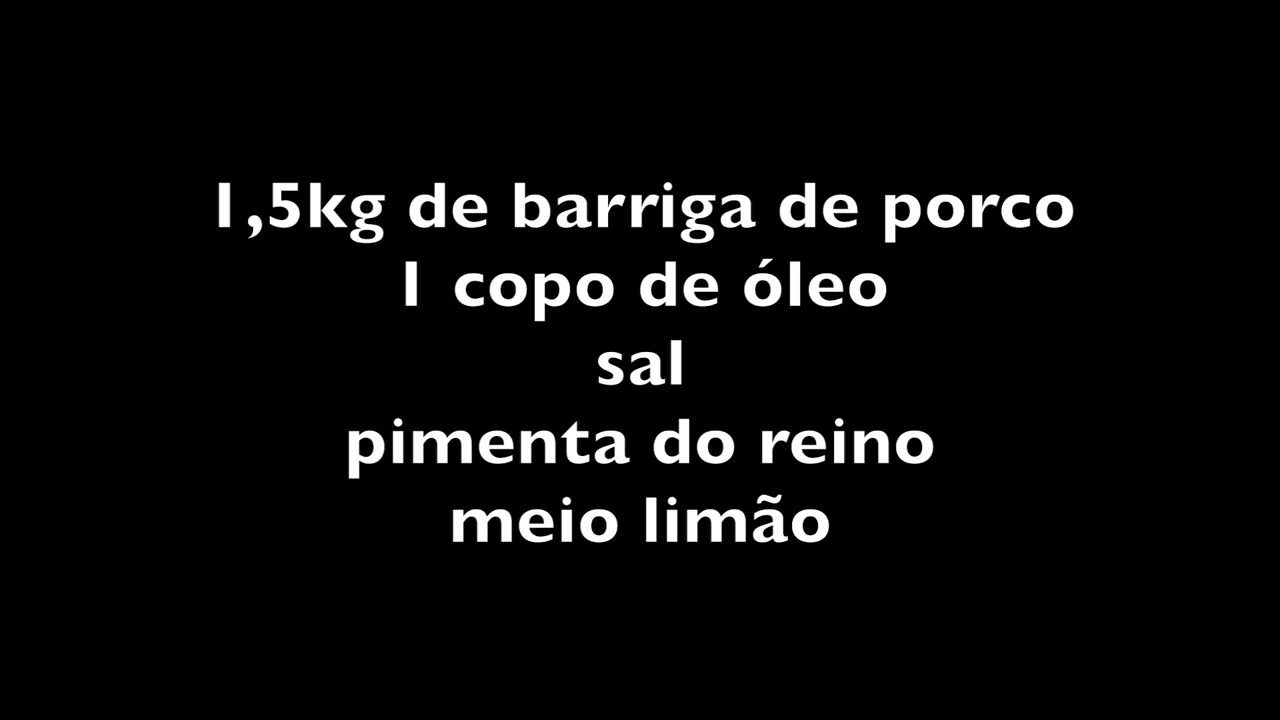 1,5kg de barriga de porco
1 copo de óleo
sal
pimenta do reino
meio limão